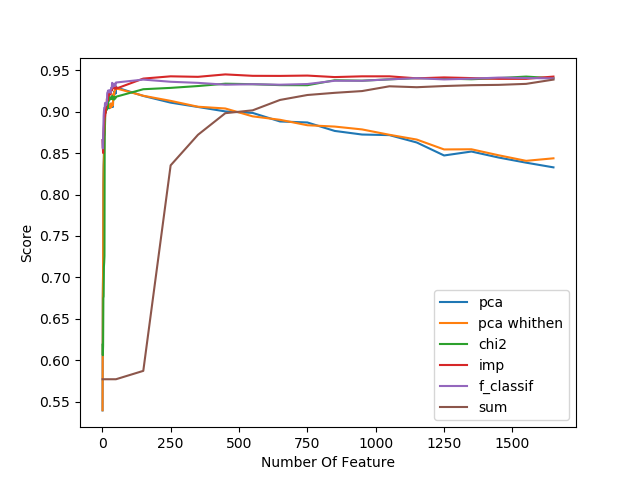 0.95
0.90
0.85
0.80
0.75
0.70
0.65
0.60
0.55
Score
0 250 500 750 1000 1250 1500
Number Of Feature
pca
pca whithen
chi2
imp
f_classif
sum